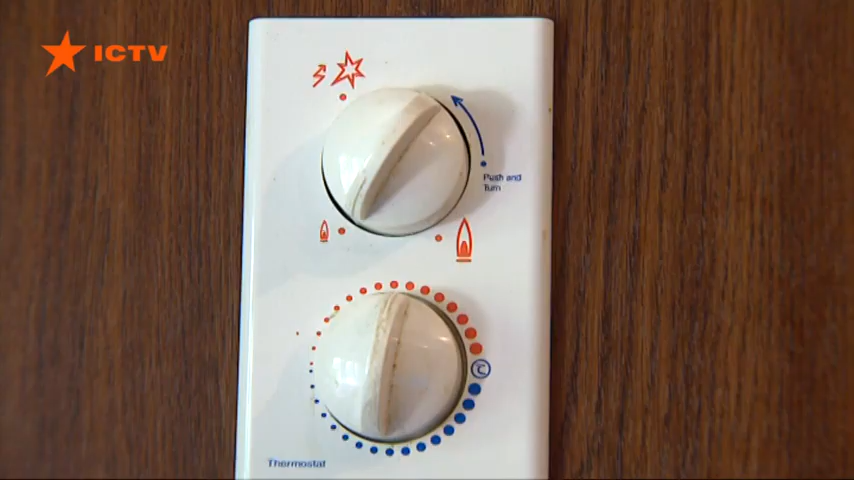 ICTV
Push and
Turn
°C
Thermostat